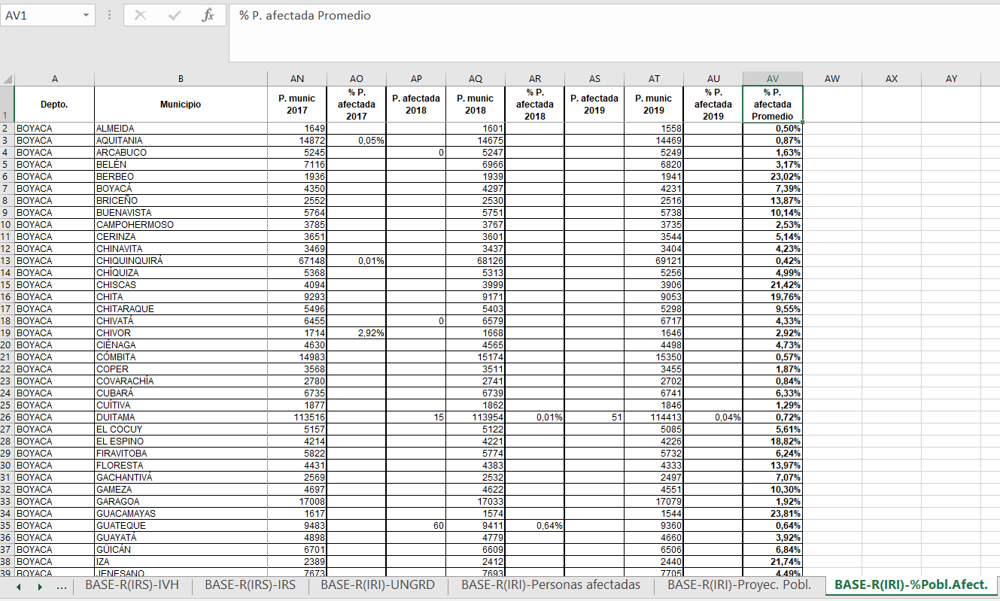 AV1 % P. afectada Promedio
A B AN AO AP AQ AR AS AT AU AV AW AX AY
1 Depto. Municipio P. munic 2017 % P. afectada 2017 P. afectada 2018 P. munic 2018 % P. afectada 2018 P. afectada 2019 P. munic 2019 % P. afectada 2019 % P. afectada Promedio
2 BOYACA ALMEIDA 1649 1601 1558 0,50%
3 BOYACA AQUITANIA 14872 0,05% 14675 14469 0,87%
4 BOYACA ARCABUCO 5245 0 5247 5249 1,63%
5 BOYACA BELÉN 7116 6966 6820 3,17%
6 BOYACA BERBEO 1936 1939 1941 23,02%
7 BOYACA BOYACÁ 4350 4297 4231 7,39%
8 BOYACA BRICEÑO 2552 2530 2516 13,87%
9 BOYACA BUENAVISTA 5764 5751 5738 10,14%
10 BOYACA CAMPOHERMOSO 3785 3767 3735 2,53%
11 BOYACA CERINZA 3651 3601 3544 5,14%
12 BOYACA CHINAVITA 3469 3437 3404 4,23%
13 BOYACA CHIQUINQUIRÁ 67148 0,01% 68126 69121 0,42%
14 BOYACA CHÍQUIZA 5368 5313 5256 4,99%
15 BOYACA CHISCAS 4094 3999 3906 21,42%
16 BOYACA CHITA 9293 9171 9053 19,76%
17 BOYACA CHITARAQUE 5496 5403 5298 9,55%
18 BOYACA CHIVATÁ 6455 0 6579 6717 4,33%
19 BOYACA CHIVOR 1714 2,92% 1668 1646 2,92%
20 BOYACA CIÉNAGA 4630 4565 4498 4,73%
21 BOYACA CÓMBITA 14983 15174 15350 0,57%
22 BOYACA COPER 3568 3511 3455 1,87%
23 BOYACA COVARACHÍA 2780 2741 2702 0,84%
24 BOYACA CUBARÁ 6735 6739 6741 6,33%
25 BOYACA CUÍTIVA 1877 1862 1846 1,29%
26 BOYACA DUITAMA 113516 15 113954 0,01% 51 114413 0,04% 0,72%
27 BOYACA EL COCUY 5157 5122 5085 5,61%
28 BOYACA EL ESPINO 4214 4221 4226 18,82%
29 BOYACA FIRAVITOBA 5822 5774 5732 6,24%
30 BOYACA FLORESTA 4431 4383 4333 13,97%
31 BOYACA GACHANTIVÁ 2569 2532 2497 7,07%
32 BOYACA GAMEZA 4697 4622 4551 10,30%
33 BOYACA GARAGOA 17008 17033 17079 1,92%
34 BOYACA GUACAMAYAS 1617 1574 1544 23,81%
35 BOYACA GUATEQUE 9483 60 9411 0,64% 9360 0,64%
36 BOYACA GUAYATÁ 4898 4779 4660 3,92%
37 BOYACA GÜICÁN 6701 6609 6506 6,84%
38 BOYACA IZA 2389 2412 2440 21,74%
39 BOYACA JENESANO 7673 7693 7705 4,49%
... BASE-R(IRS)-IVH BASE-R(IRS)-IRS BASE-R(IRI)-UNGRD BASE-R(IRI)-Personas afectadas BASE-R(IRI)-Proyec. Pobl. BASE-R(IRI)-%Pobl.Afect.